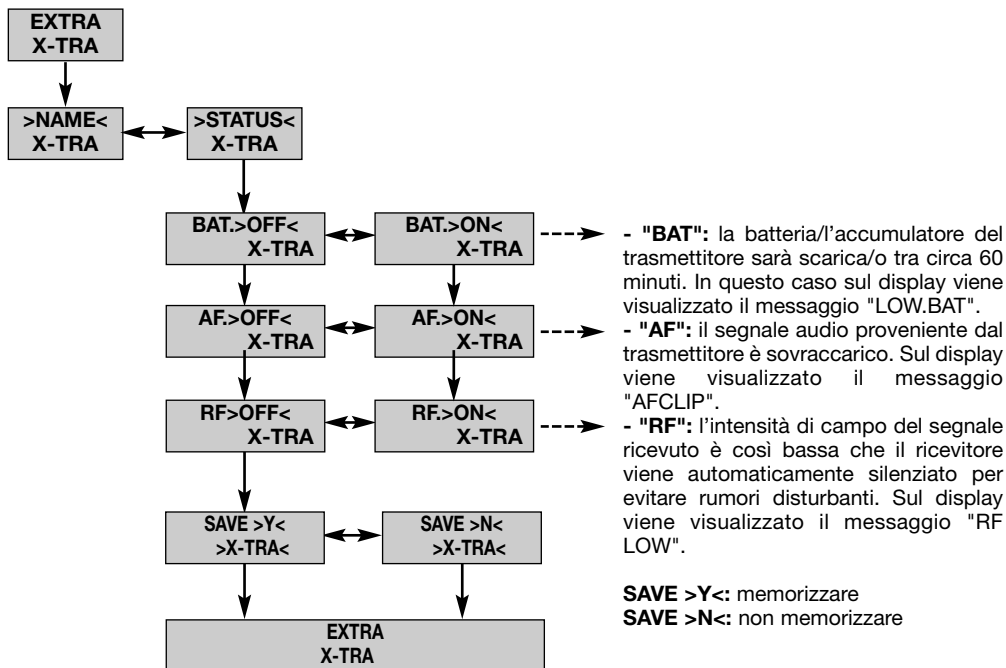 EXTRA
X-TRA
>NAME<
X-TRA
>STATUS<
X-TRA
BAT.>OFF<
X-TRA
BAT.>ON<
X-TRA
AF.>OFF<
X-TRA
AF.>ON<
X-TRA
RF>OFF<
X-TRA
RF.>ON<
X-TRA
SAVE >Y<
>X-TRA<
SAVE >N<
>X-TRA<
EXTRA
X-TRA
- "BAT": la batteria/l'accumulatore del
trasmettitore sarà scarica/o tra circa 60
minuti. In questo caso sul display viene
visualizzato il messaggio "LOW.BAT".
- "AF": il segnale audio proveniente dal
trasmettitore è sovraccarico. Sul display
viene visualizzato il messaggio
"AFCLIP".
- "RF": l'intensità di campo del segnale
ricevuto è così bassa che il ricevitore
viene automaticamente silenziato per
evitare rumori disturbanti. Sul display
viene visualizzato il messaggio "RF
LOW".
SAVE >Y<: memorizzare
SAVE >N<: non memorizzare